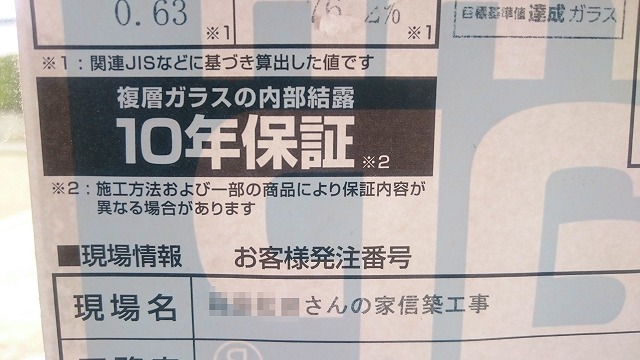 0.63 ※1 ※1
目標基準値 達成ガラス
※1：関連JISなどに基づき算出した値です
複層ガラスの内部結露
10年保証 ※2
※2：施工方法および一部の商品により保証内容が
異なる場合があります
■現場情報 お客様発注番号
現場名 さんの家信築工事